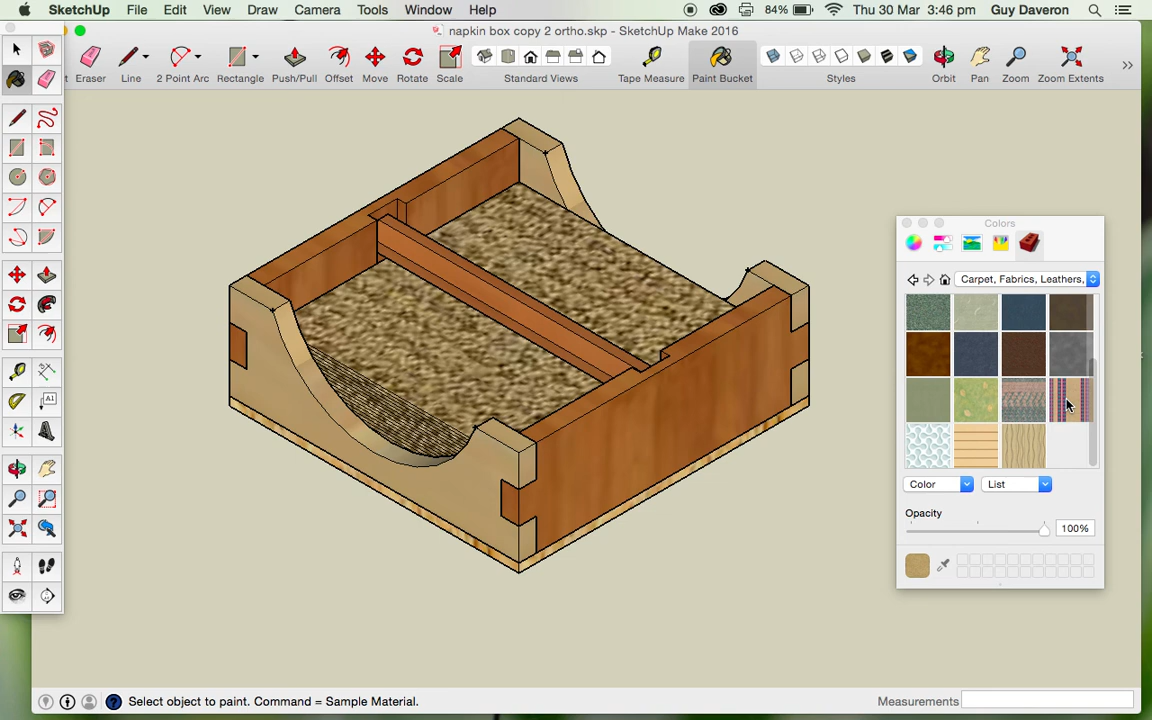 SketchUp File Edit View Draw Camera Tools Window Help 84% Thu 30 Mar 3:46 pm Guy Daveron
napkin box copy 2 ortho.skp - SketchUp Make 2016
Eraser Line 2 Point Arc Rectangle Push/Pull Offset Move Rotate Scale Standard Views Tape Measure Paint Bucket Styles Orbit Pan Zoom Zoom Extents
Colors
Carpet, Fabrics, Leathers,
A1
Color List
Opacity
100%
Select object to paint. Command = Sample Material.
Measurements